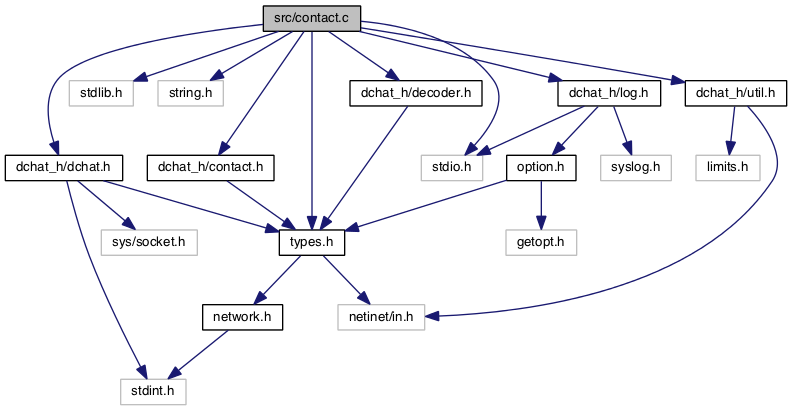 src/contact.c
stdlib.h
string.h
dchat_h/decoder.h
dchat_h/log.h
dchat_h/util.h
dchat_h/dchat.h
dchat_h/contact.h
stdio.h
option.h
syslog.h
limits.h
sys/socket.h
types.h
getopt.h
network.h
netinet/in.h
stdint.h